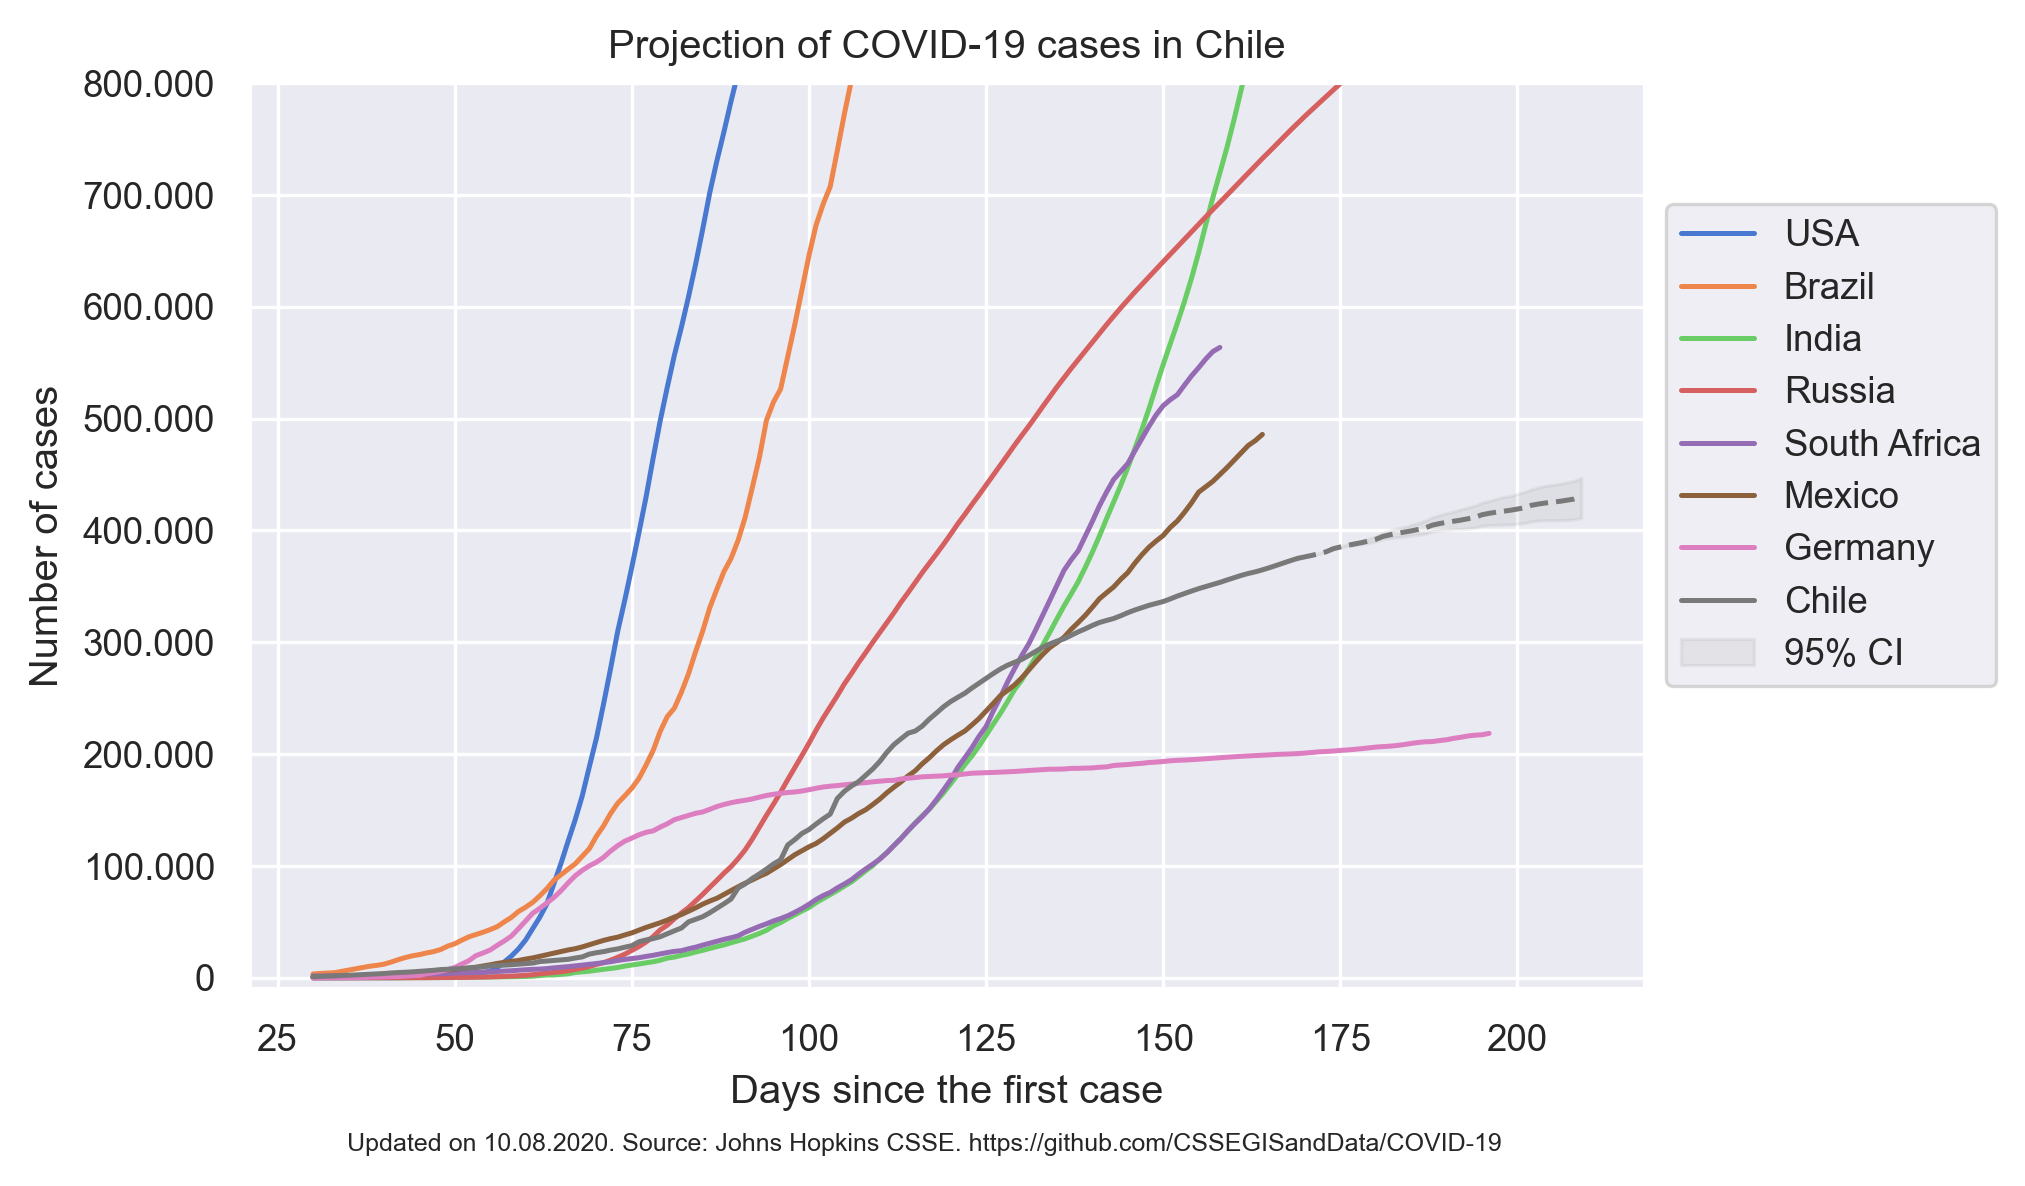 Projection of COVID-19 cases in Chile
800.000
700.000
600.000
500.000
400.000
300.000
200.000
100.000
0
Number of cases
25 50 75 100 125 150 175 200
Days since the first case
USA
Brazil
India
Russia
South Africa
Mexico
Germany
Chile
95% CI
Updated on 10.08.2020. Source: Johns Hopkins CSSE. https://github.com/CSSEGISandData/COVID-19